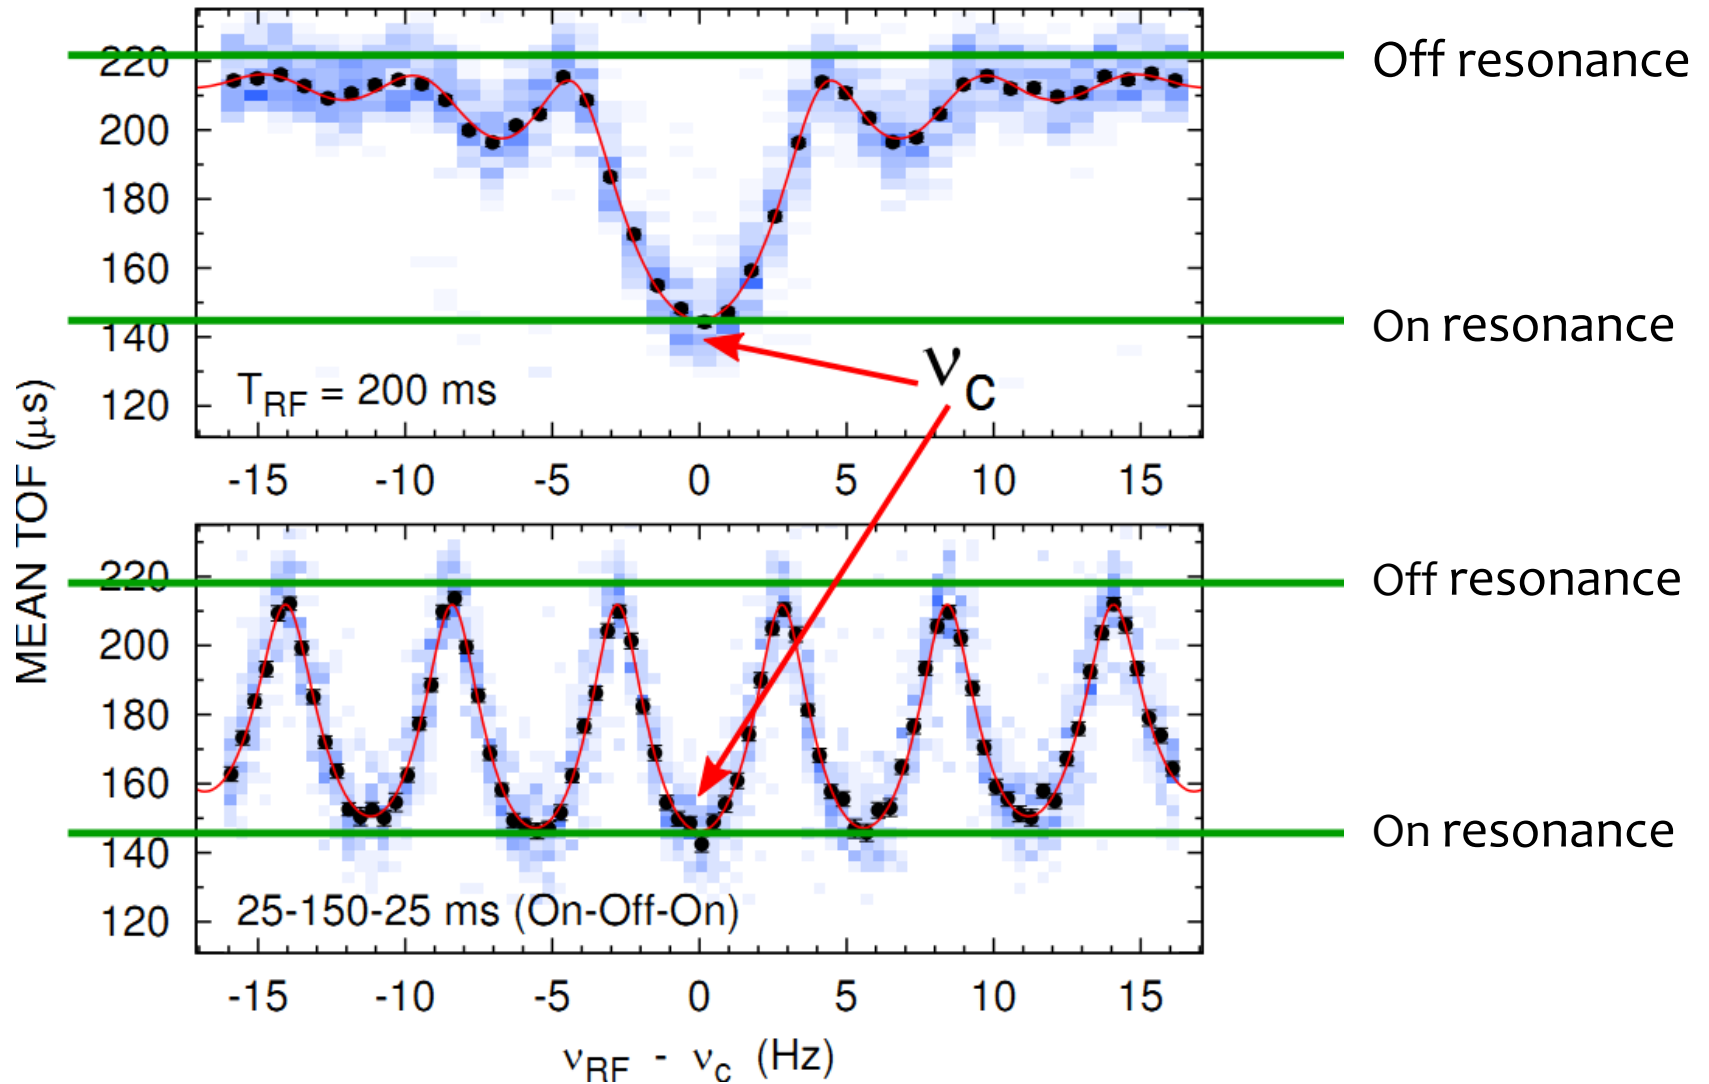 220
200
180
160
140
120
T_RF = 200 ms
-15 -10 -5 0 5 10 15
Off resonance
On resonance
ν_c
MEAN TOF (μs)
220
200
180
160
140
120
25-150-25 ms (On-Off-On)
-15 -10 -5 0 5 10 15
Off resonance
On resonance
ν_RF - ν_c (Hz)